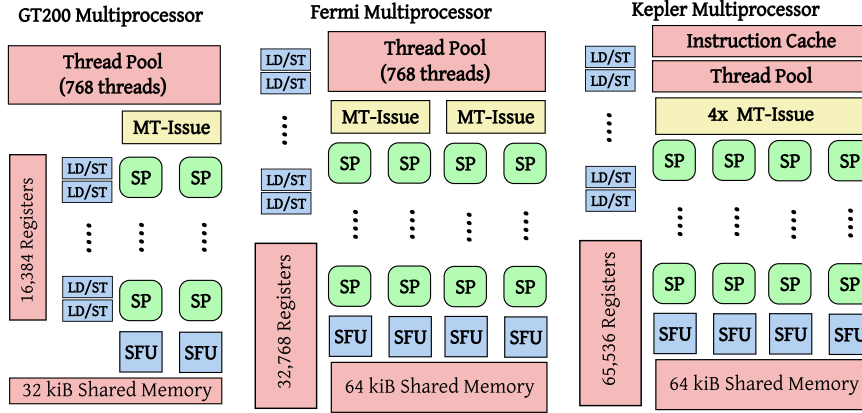 GT200 Multiprocessor
Thread Pool
(768 threads)
MT-Issue
LD/ST
LD/ST
SP
SP
16,384 Registers
LD/ST
LD/ST
SP
SP
SFU
SFU
32 kiB Shared Memory
Fermi Multiprocessor
LD/ST
LD/ST
Thread Pool
(768 threads)
MT-Issue
MT-Issue
SP
SP
SP
SP
LD/ST
LD/ST
32,768 Registers
SP
SP
SP
SP
SFU
SFU
SFU
SFU
64 kiB Shared Memory
Kepler Multiprocessor
LD/ST
LD/ST
Instruction Cache
Thread Pool
4x MT-Issue
SP
SP
SP
SP
LD/ST
LD/ST
65,536 Registers
SP
SP
SP
SP
SFU
SFU
SFU
SFU
64 kiB Shared Memory